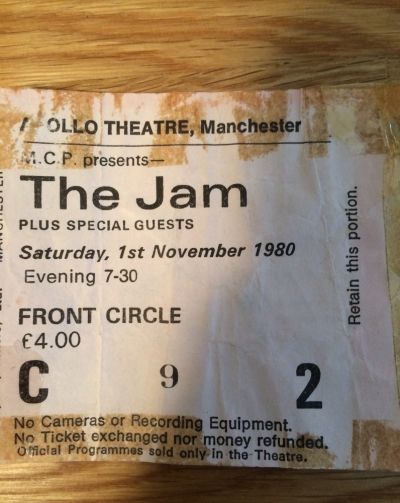 A OLLO THEATRE, Manchester
M.C.P. presents—
The Jam
PLUS SPECIAL GUESTS
Saturday, 1st November 1980
Evening 7-30
FRONT CIRCLE
£4.00
C 9 2
No Cameras or Recording Equipment.
No Ticket exchanged nor money refunded.
Official Programmes sold only in the Theatre.
Retain this portion.
MANCHESTER